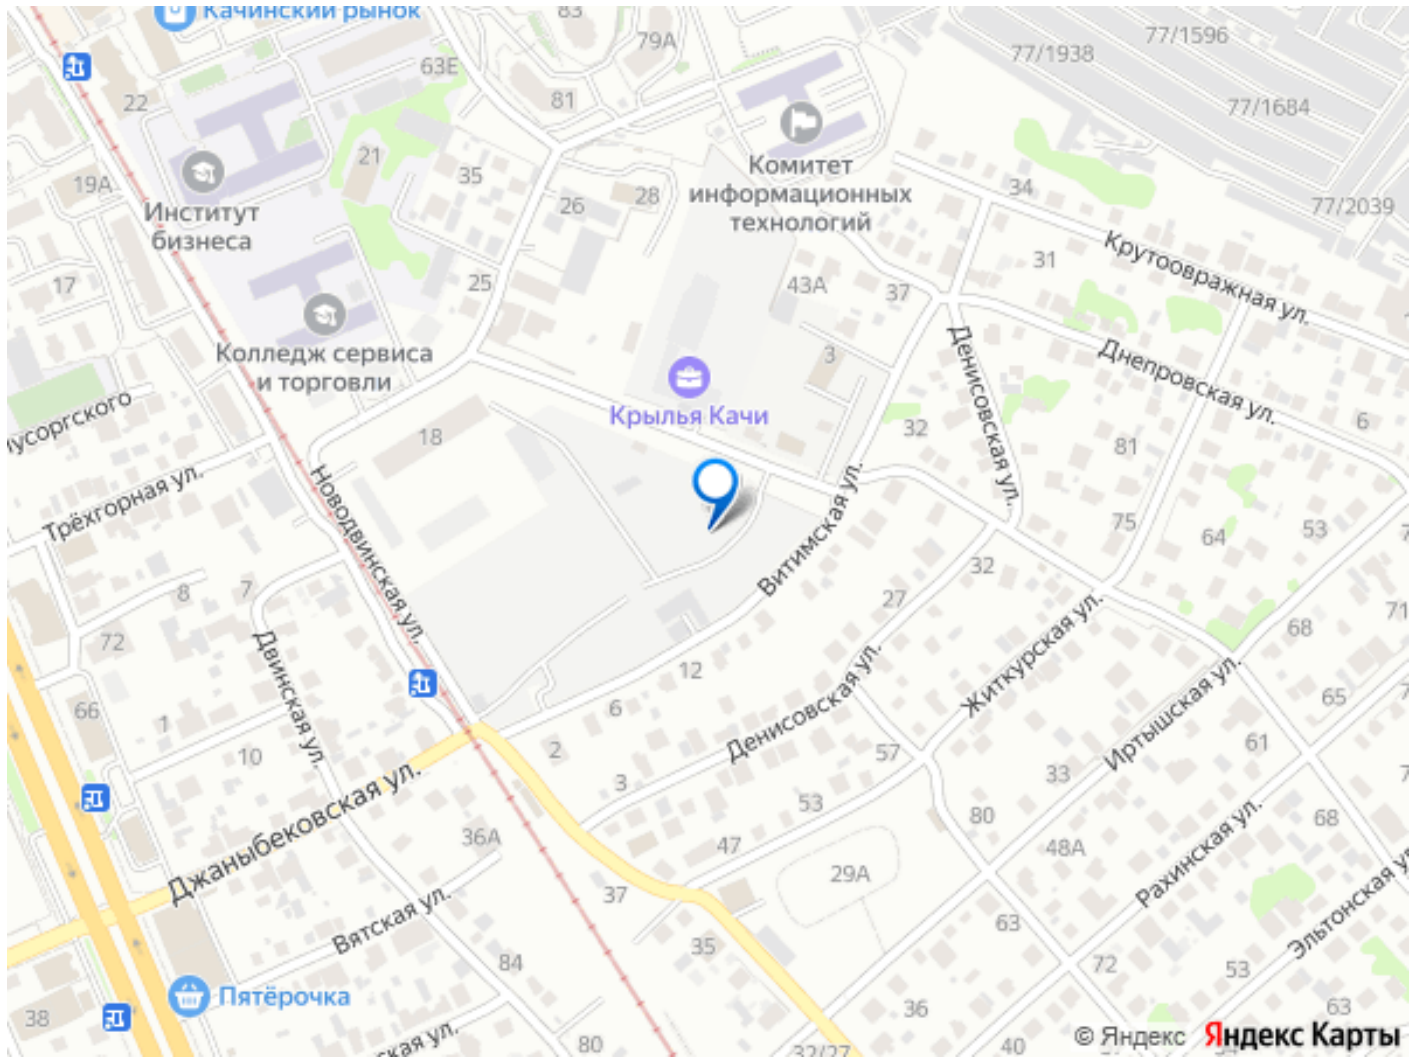 Качинский рынок
83
79А
63Е
77/1938
77/1596
77/1684
77/2039
22
81
21
35
19А
28
26
Институт
бизнеса
Комитет
информационных
технологий
34
31
Крутоовражная ул.
17
25
43А
37
Колледж сервиса
и торговли
3
Денисовская ул.
Днепровская ул.
Крылья Качи
18
32
81
6
Трёхгорная ул.
Новодвинская ул.
Витимская ул.
75
64
53
32
27
8
7
72
Двинская ул.
71
68
65
Житкурская ул.
Иртышская ул.
12
6
66
1
10
2
Денисовская ул.
57
61
33
3
53
80
68
Джаныбековская ул.
36А
47
48А
29А
Рахинская ул.
37
63
Вятская ул.
35
Эльтонская ул.
84
72
53
Пятёрочка
38
36
63
80
32/27
40
© Яндекс Яндекс Карты